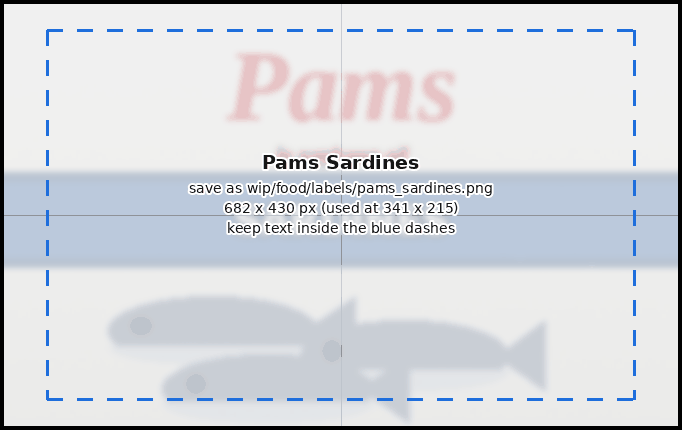 Pams
Pams Sardines
save as wip/food/labels/pams_sardines.png
682 x 430 px (used at 341 x 215)
keep text inside the blue dashes